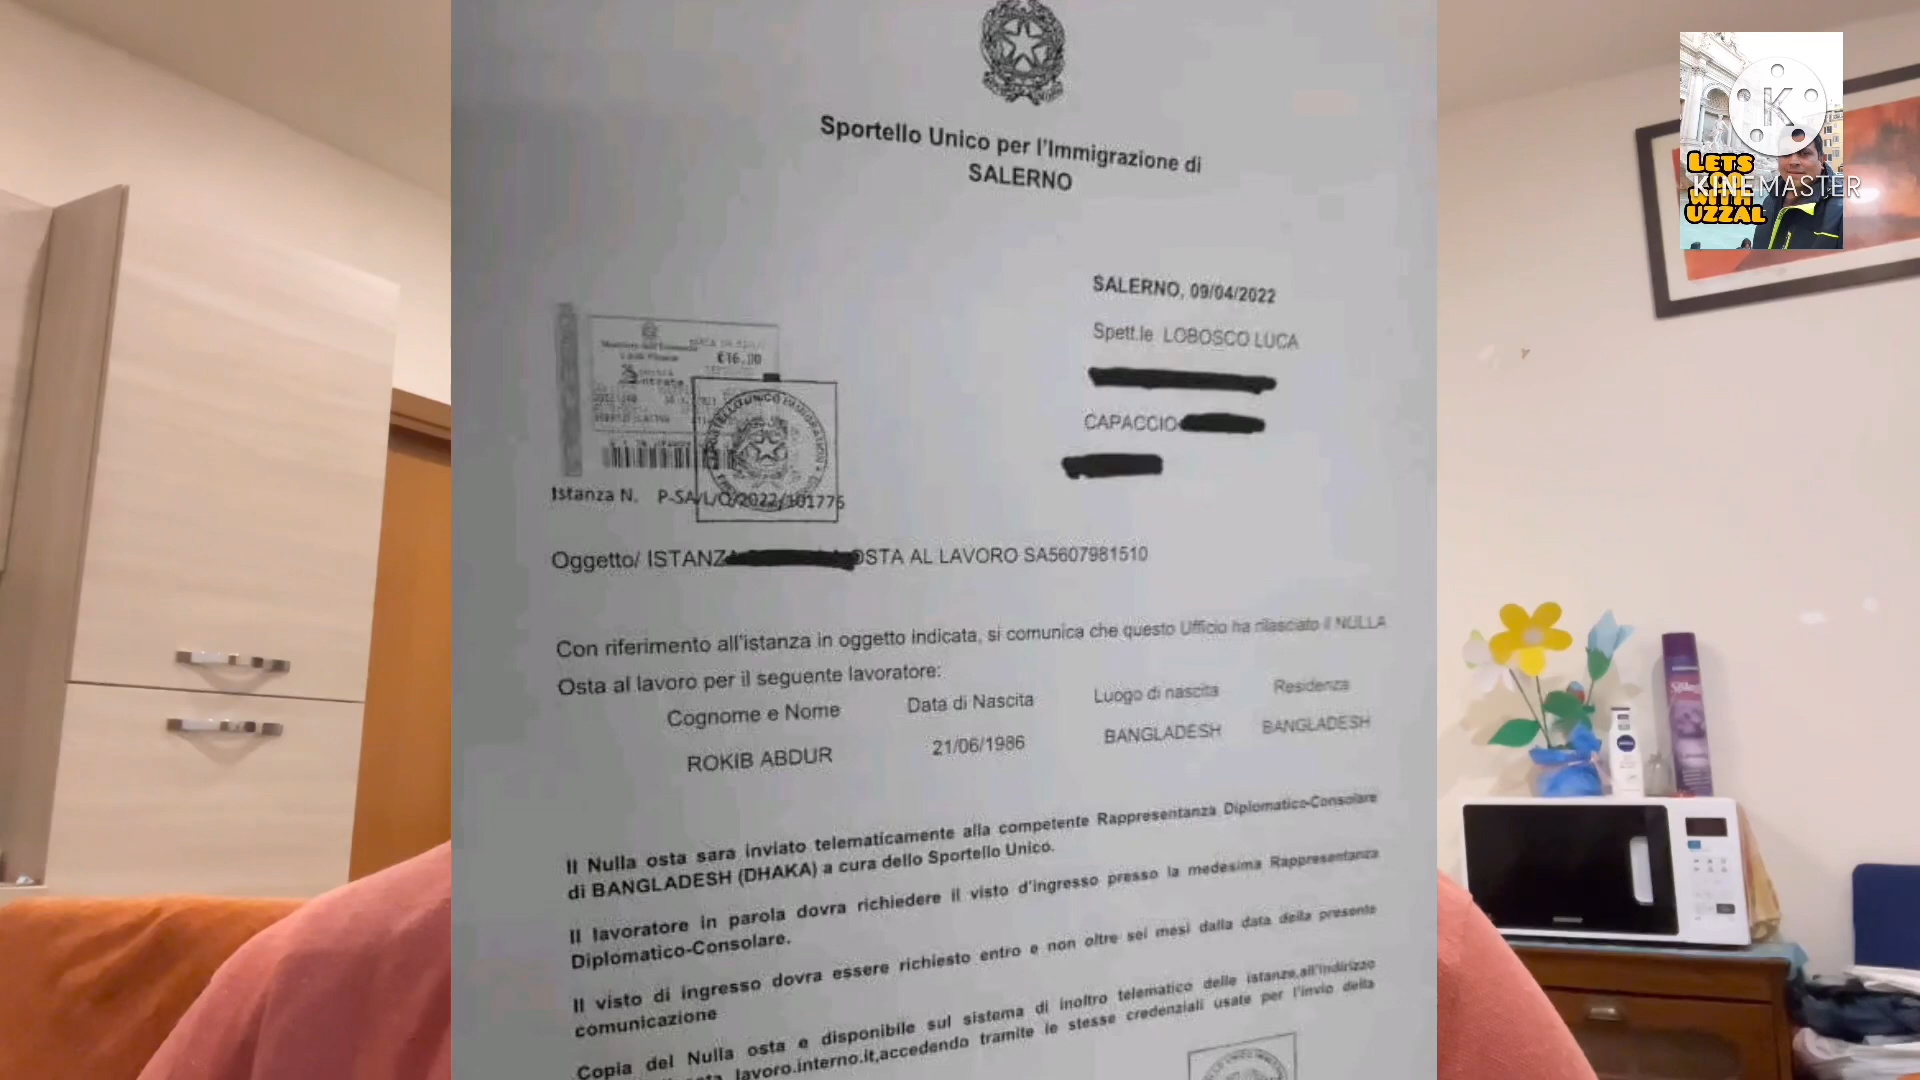 Sportello Unico per l'Immigrazione di
SALERNO
SALERNO, 09/04/2022
Spett.le LOBOSCO LUCA
CAPACCIO
€16,00
Istanza N. P-SA/L/Q/2022/101776
Oggetto/ ISTANZA OSTA AL LAVORO SA5607981510
Con riferimento all'istanza in oggetto indicata, si comunica che questo Ufficio ha rilasciato il NULLA
Osta al lavoro per il seguente lavoratore:
Cognome e Nome Data di Nascita Luogo di nascita Residenza
ROKIB ABDUR 21/06/1986 BANGLADESH BANGLADESH
Il Nulla osta sara inviato telematicamente alla competente Rappresentanza Diplomatico-Consolare
di BANGLADESH (DHAKA) a cura dello Sportello Unico.
Il lavoratore in parola dovra richiedere il visto d'ingresso presso la medesima Rappresentanza
Diplomatico-Consolare.
Il visto di ingresso dovra essere richiesto entro e non oltre sei mesi dalla data della presente
comunicazione
Copia del Nulla osta e disponibile sul sistema di inoltro telematico delle istanze,all'indirizzo
lavoro.interno.it,accedendo tramite le stesse credenziali usate per l'invio della
K
KINEMASTER
LETS
WITH
UZZAL